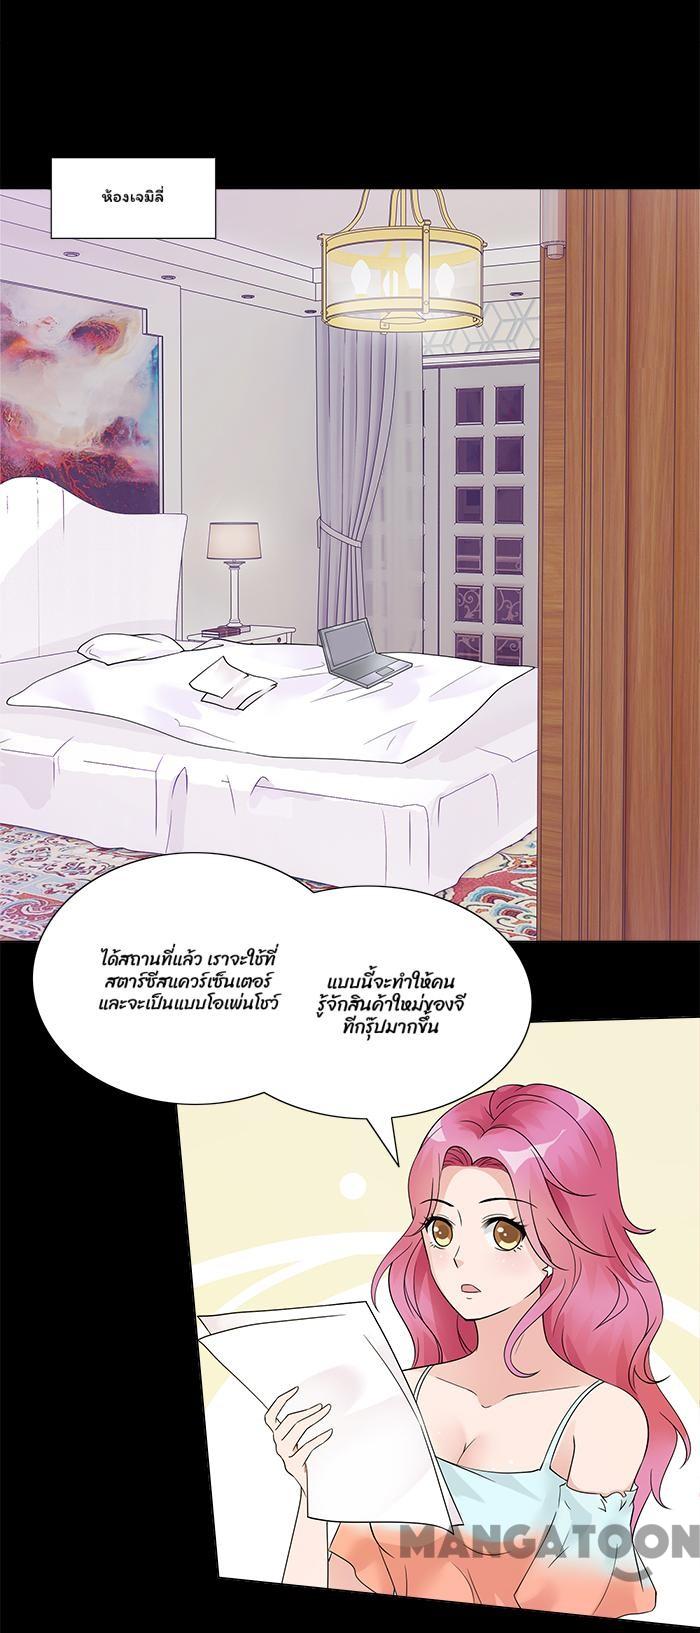 ห้องเจมิลี่
ได้สถานที่แล้ว เราจะใช้ที่
สตาร์ซีสแควร์เซ็นเตอร์
และจะเป็นแบบโอเพ่นโชว์
แบบนี้จะทำให้คน
รู้จักสินค้าใหม่ของจี
ทีกรุ๊ปมากขึ้น
MANGATOON